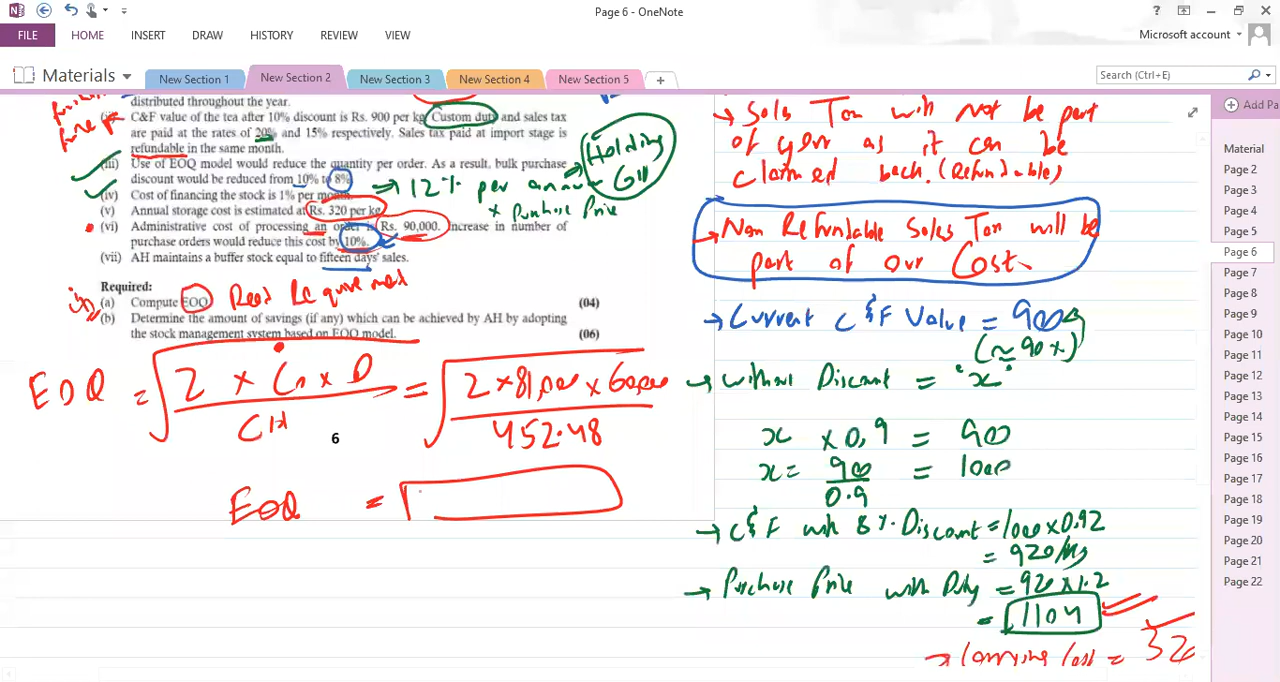 Page 6 - OneNote
FILE HOME INSERT DRAW HISTORY REVIEW VIEW
Microsoft account
Materials
New Section 1 New Section 2 New Section 3 New Section 4 New Section 5
Search (Ctrl+E)
Add Pa
distributed throughout the year.
C&F value of the tea after 10% discount is Rs. 900 per kg. Custom duty and sales tax
are paid at the rates of 20% and 15% respectively. Sales tax paid at import stage is
refundable in the same month.
(iii) Use of EOQ model would reduce the quantity per order. As a result, bulk purchase
discount would be reduced from 10% to 8%.
(iv) Cost of financing the stock is 1% per month.
(v) Annual storage cost is estimated at Rs. 320 per kg.
(vi) Administrative cost of processing an order is Rs. 90,000. Increase in number of
purchase orders would reduce this cost by 10%.
(vii) AH maintains a buffer stock equal to fifteen days' sales.
Holding
→ 12% per annum
x Purchase Price
Required:
Read Requirement
(a) Compute EOQ (04)
(b) Determine the amount of savings (if any) which can be achieved by AH by adopting
the stock management system based on EOQ model. (06)
EOQ = √ 2 x Co x D / CH = √ 2 x 81,000 x 60,000 / 452.48
6
EOQ =
→ Sales Tax will not be part
of given as it can be
claimed back. (Refundable)
→ Non Refundable Sales Tax will be
part of our Cost.
→ Current C&F Value = 900
(≈ 90%)
→ Without Discount = 'x'
x x 0.9 = 900
x = 900 / 0.9 = 1000
→ C&F with 8% Discount = 1000 x 0.92
= 920/kg
→ Purchase Price with Duty = 920 x 1.2
= 1104
→ Carrying Cost = 320
Material
Page 2
Page 3
Page 4
Page 5
Page 6
Page 7
Page 8
Page 9
Page 10
Page 11
Page 12
Page 13
Page 14
Page 15
Page 16
Page 17
Page 18
Page 19
Page 20
Page 21
Page 22